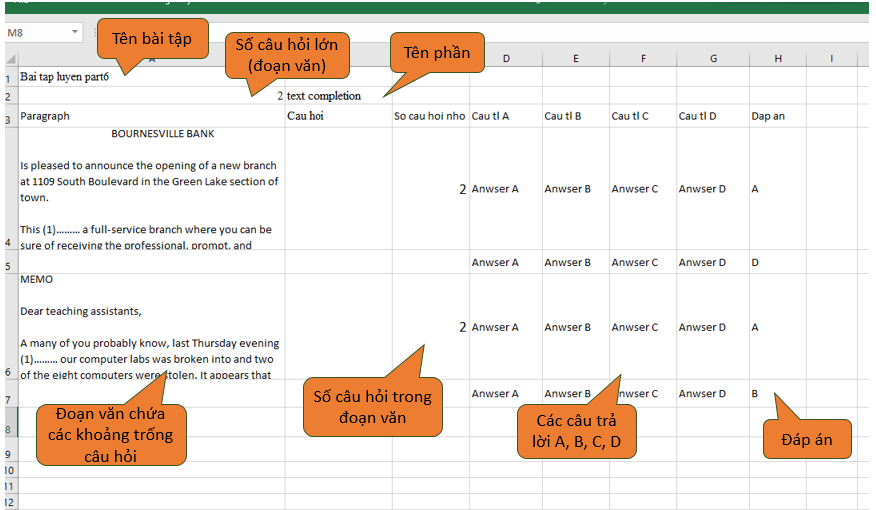 M8
Tên bài tập
Số câu hỏi lớn
(đoạn văn)
Tên phần
D E F G H I
1 Bai tap luyen part6
2 2 text completion
3 Paragraph Cau hoi So cau hoi nho Cau tl A Cau tl B Cau tl C Cau tl D Dap an
BOURNESVILLE BANK
Is pleased to announce the opening of a new branch
at 1109 South Boulevard in the Green Lake section of
town.
2 Anwser A Anwser B Anwser C Anwser D A
This (1)……… a full-service branch where you can be
4 sure of receiving the professional, prompt, and
5 Anwser A Anwser B Anwser C Anwser D D
MEMO
Dear teaching assistants,
2 Anwser A Anwser B Anwser C Anwser D A
A many of you probably know, last Thursday evening
(1)……… our computer labs was broken into and two
6 of the eight computers were stolen. It appears that
7 Anwser A Anwser B Anwser C Anwser D B
Đoạn văn chứa
các khoảng trống
câu hỏi
Số câu hỏi trong
đoạn văn
Các câu trả
lời A, B, C, D
Đáp án
8
9
10
11
12